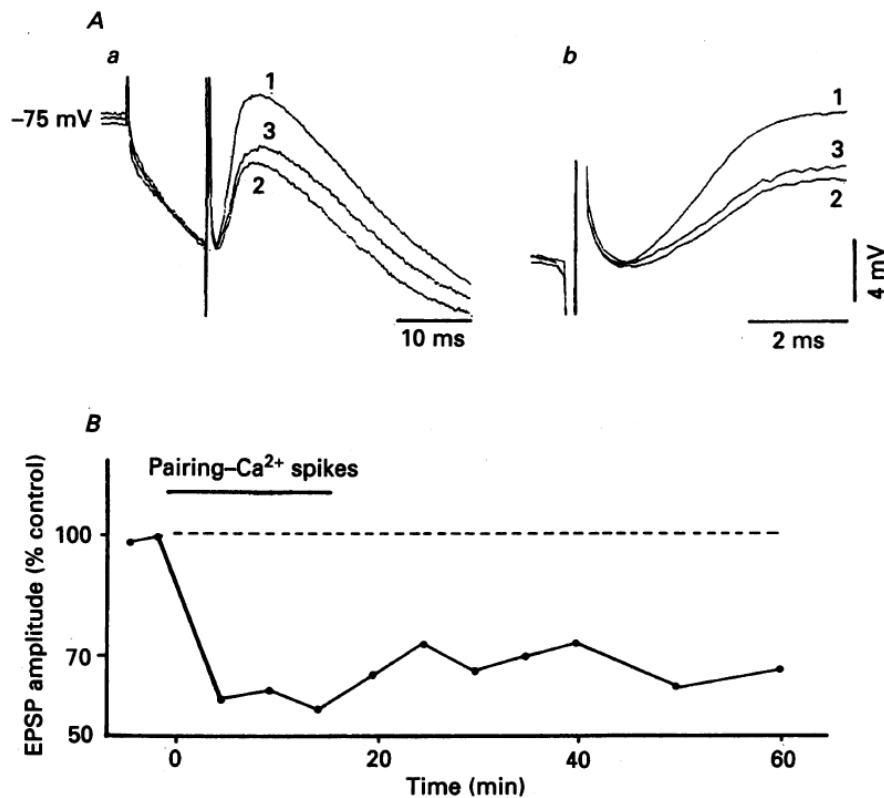 A
a
b
1
3
2
–75 mV
10 ms
1
3
2
4 mV
2 ms
B
Pairing–Ca²⁺ spikes
EPSP amplitude (% control)
100
70
50
0
20
40
60
Time (min)